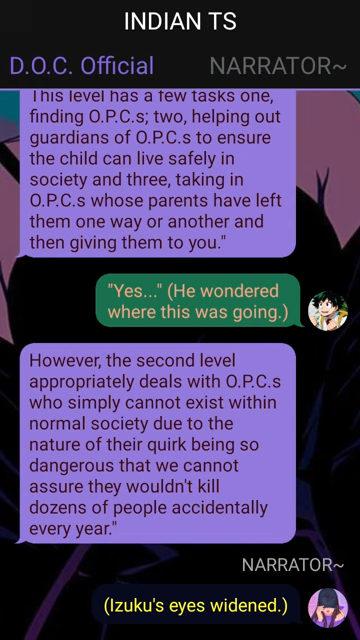 INDIAN TS
D.O.C. Official
NARRATOR~
This level has a few tasks one,
finding O.P.C.s; two, helping out
guardians of O.P.C.s to ensure
the child can live safely in
society and three, taking in
O.P.C.s whose parents have left
them one way or another and
then giving them to you."
"Yes..." (He wondered
where this was going.)
However, the second level
appropriately deals with O.P.C.s
who simply cannot exist within
normal society due to the
nature of their quirk being so
dangerous that we cannot
assure they wouldn't kill
dozens of people accidentally
every year."
NARRATOR~
(Izuku's eyes widened.)